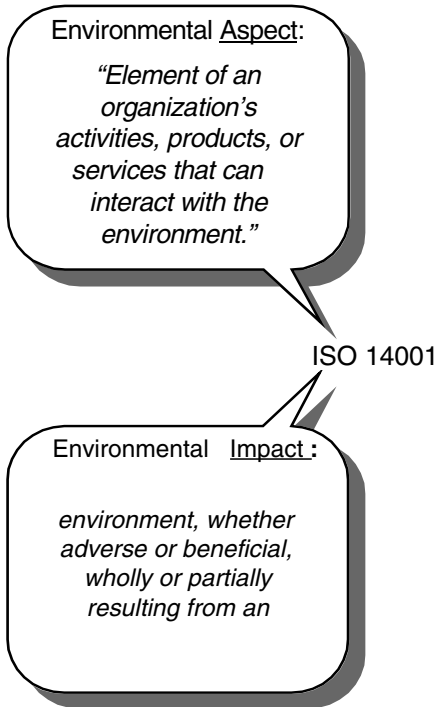 Environmental Aspect:
“Element of an
organization’s
activities, products, or
services that can
interact with the
environment.”
ISO 14001
Environmental Impact :
environment, whether
adverse or beneficial,
wholly or partially
resulting from an